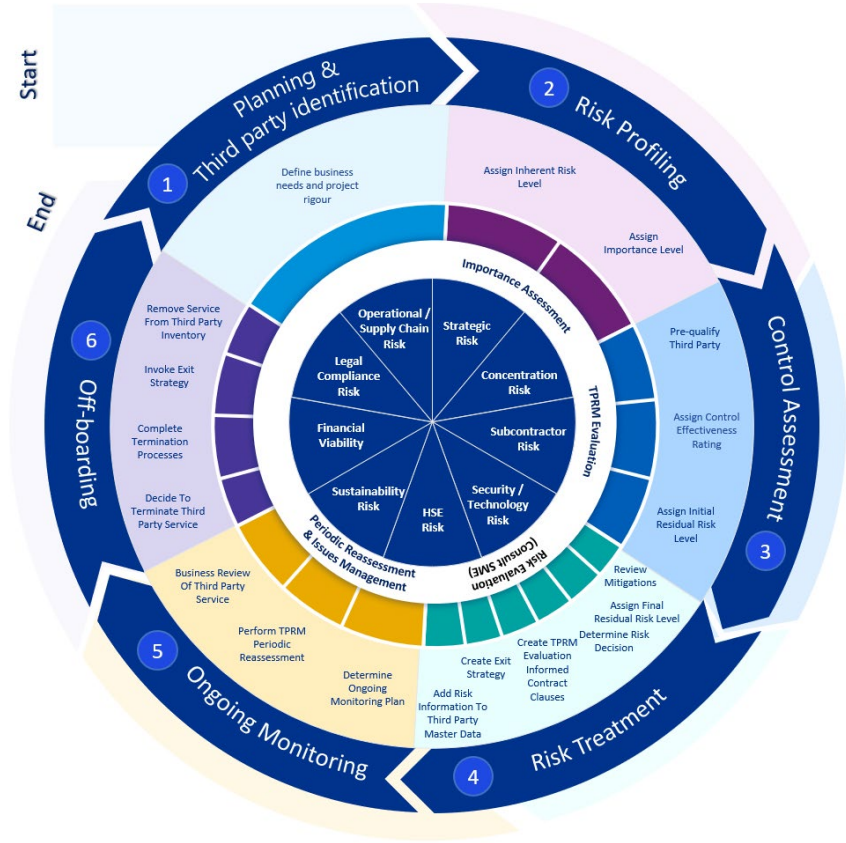 Start
End
1
Planning &
Third party identification
2
Risk Profiling
Control Assessment
3
Risk Treatment
4
5
Ongoing Monitoring
6
Off-boarding
Define business
needs and project
rigour
Assign Inherent Risk
Level
Assign
Importance Level
Pre-qualify
Third Party
Assign Control
Effectiveness
Rating
Assign Initial
Residual Risk
Level
Review
Mitigations
Assign Final
Residual Risk Level
Determine Risk
Decision
Create TPRM
Evaluation
Informed
Contract
Clauses
Create Exit
Strategy
Add Risk
Information To
Third Party
Master Data
Determine
Ongoing
Monitoring Plan
Perform TPRM
Periodic
Reassessment
Business Review
Of Third Party
Service
Decide To
Terminate Third
Party Service
Complete
Termination
Processes
Invoke Exit
Strategy
Remove Service
From Third Party
Inventory
Importance Assessment
TPRM Evaluation
Risk Evaluation
(Consult SME)
Periodic Reassessment
& Issues Management
Operational /
Supply Chain
Risk
Strategic
Risk
Concentration
Risk
Subcontractor
Risk
Security /
Technology
Risk
HSE
Risk
Sustainability
Risk
Financial
Viability
Legal
Compliance
Risk